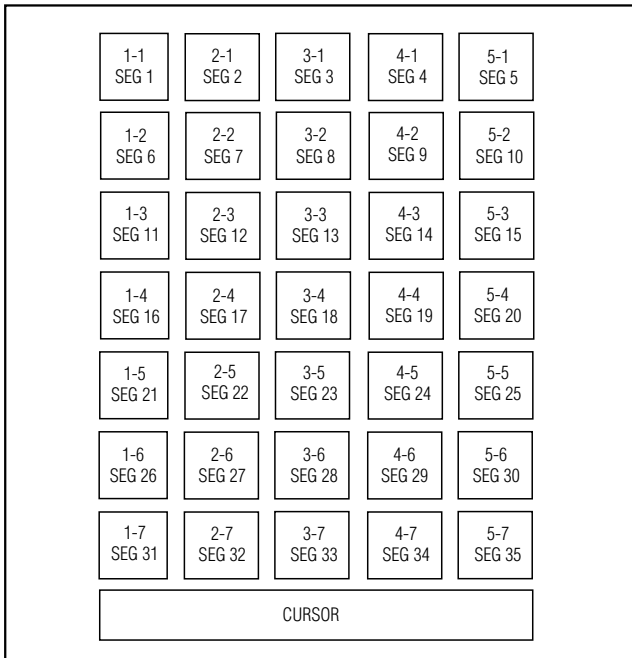 1-1 2-1 3-1 4-1 5-1
SEG 1 SEG 2 SEG 3 SEG 4 SEG 5
1-2 2-2 3-2 4-2 5-2
SEG 6 SEG 7 SEG 8 SEG 9 SEG 10
1-3 2-3 3-3 4-3 5-3
SEG 11 SEG 12 SEG 13 SEG 14 SEG 15
1-4 2-4 3-4 4-4 5-4
SEG 16 SEG 17 SEG 18 SEG 19 SEG 20
1-5 2-5 3-5 4-5 5-5
SEG 21 SEG 22 SEG 23 SEG 24 SEG 25
1-6 2-6 3-6 4-6 5-6
SEG 26 SEG 27 SEG 28 SEG 29 SEG 30
1-7 2-7 3-7 4-7 5-7
SEG 31 SEG 32 SEG 33 SEG 34 SEG 35
CURSOR